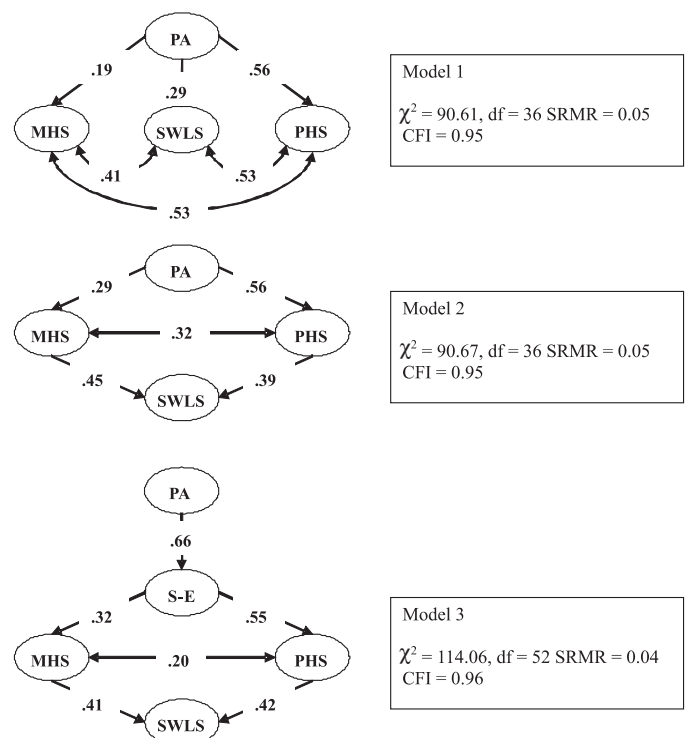 PA
.19
.56
.29
MHS
SWLS
PHS
.41
.53
.53
Model 1
χ² = 90.61, df = 36 SRMR = 0.05
CFI = 0.95
PA
.29
.56
MHS
.32
PHS
.45
.39
SWLS
Model 2
χ² = 90.67, df = 36 SRMR = 0.05
CFI = 0.95
PA
.66
S-E
.32
.55
MHS
.20
PHS
.41
.42
SWLS
Model 3
χ² = 114.06, df = 52 SRMR = 0.04
CFI = 0.96